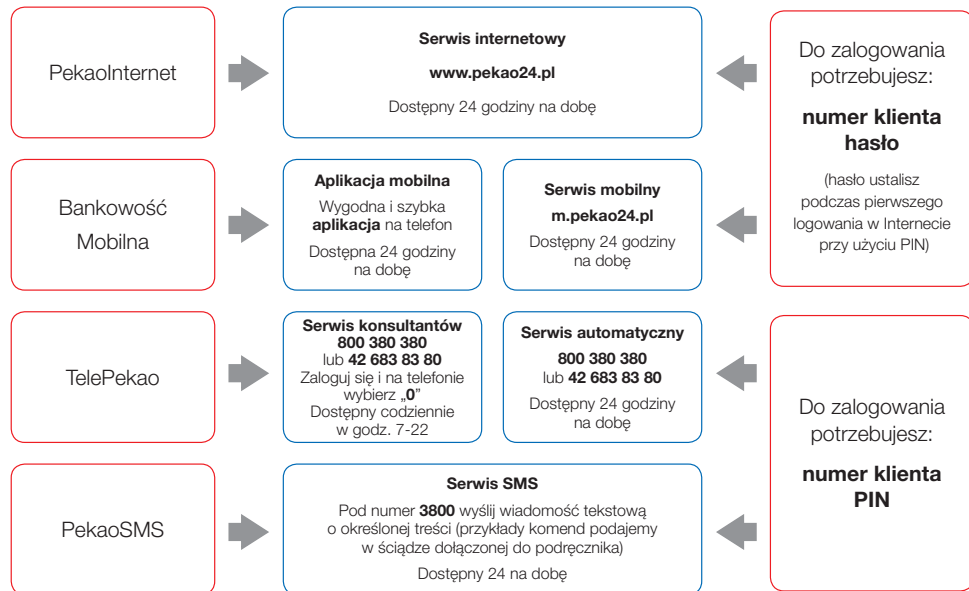 PekaoInternet
Serwis internetowy
www.pekao24.pl
Dostępny 24 godziny na dobę
Do zalogowania
potrzebujesz:
numer klienta
hasło
(hasło ustalisz
podczas pierwszego
logowania w Internecie
przy użyciu PIN)
Bankowość
Mobilna
Aplikacja mobilna
Wygodna i szybka
aplikacja na telefon
Dostępna 24 godziny
na dobę
Serwis mobilny
m.pekao24.pl
Dostępny 24 godziny
na dobę
TelePekao
Serwis konsultantów
800 380 380
lub 42 683 83 80
Zaloguj się i na telefonie
wybierz „0”
Dostępny codziennie
w godz. 7-22
Serwis automatyczny
800 380 380
lub 42 683 83 80
Dostępny 24 godziny
na dobę
Do zalogowania
potrzebujesz:
numer klienta
PIN
PekaoSMS
Serwis SMS
Pod numer 3800 wyślij wiadomość tekstową
o określonej treści (przykłady komend podajemy
w ściądze dołączonej do podręcznika)
Dostępny 24 na dobę